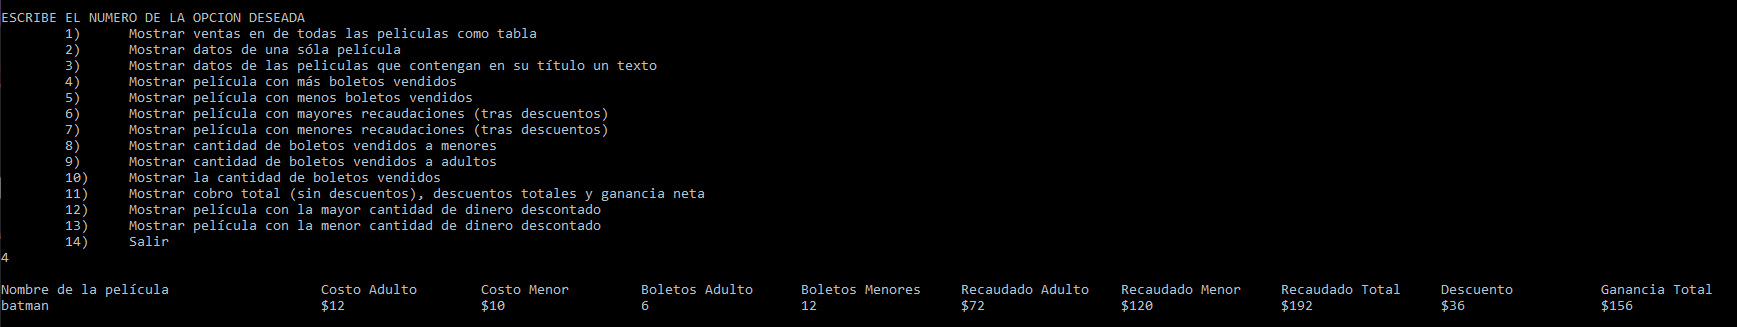 ESCRIBE EL NUMERO DE LA OPCION DESEADA
1) Mostrar ventas en de todas las peliculas como tabla
2) Mostrar datos de una sóla película
3) Mostrar datos de las peliculas que contengan en su título un texto
4) Mostrar película con más boletos vendidos
5) Mostrar película con menos boletos vendidos
6) Mostrar película con mayores recaudaciones (tras descuentos)
7) Mostrar película con menores recaudaciones (tras descuentos)
8) Mostrar cantidad de boletos vendidos a menores
9) Mostrar cantidad de boletos vendidos a adultos
10) Mostrar la cantidad de boletos vendidos
11) Mostrar cobro total (sin descuentos), descuentos totales y ganancia neta
12) Mostrar película con la mayor cantidad de dinero descontado
13) Mostrar película con la menor cantidad de dinero descontado
14) Salir
4
Nombre de la película Costo Adulto Costo Menor Boletos Adulto Boletos Menores Recaudado Adulto Recaudado Menor Recaudado Total Descuento Ganancia Total
batman $12 $10 6 12 $72 $120 $192 $36 $156